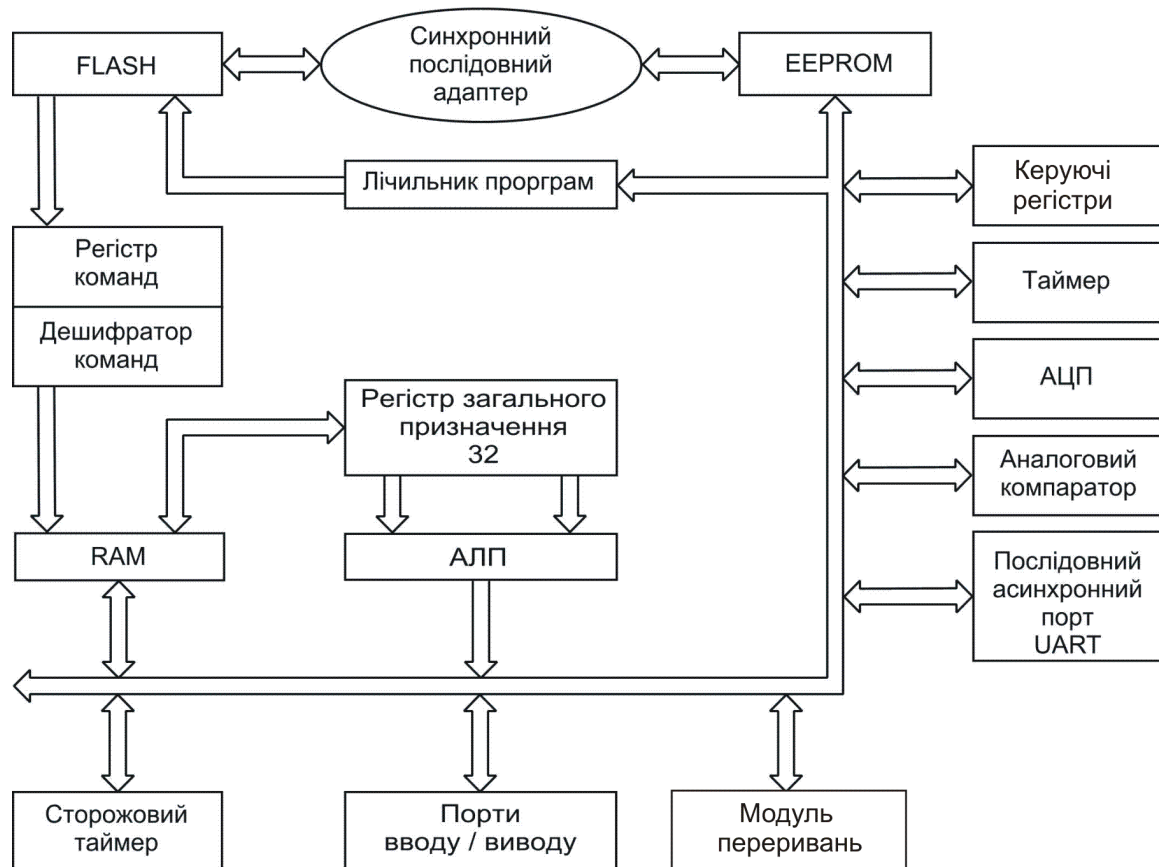 FLASH
Синхронний
послідовний
адаптер
EEPROM
Лічильник прорграм
Керуючі
регістри
Регістр
команд
Таймер
Дешифратор
команд
АЦП
Регістр загального
призначення
32
Аналоговий
компаратор
RAM
АЛП
Послідовний
асинхронний
порт
UART
Сторожовий
таймер
Порти
вводу / виводу
Модуль
переривань